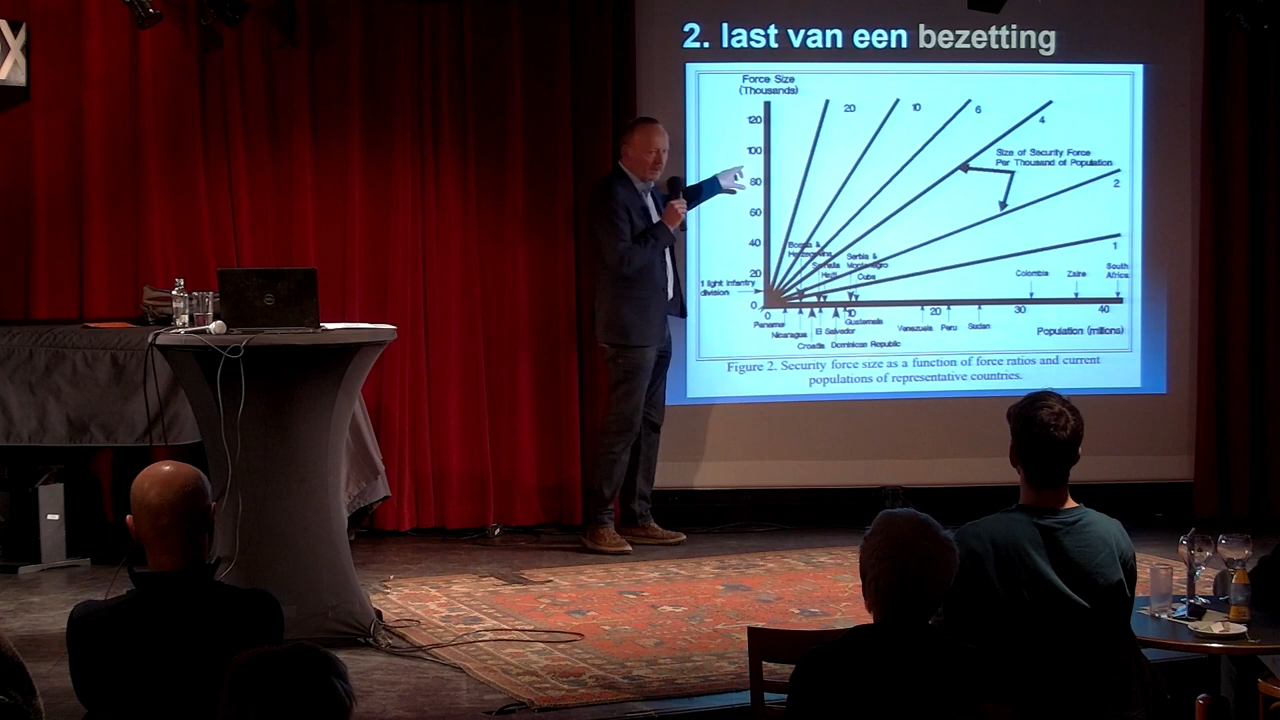 X
2. last van een bezetting
Force Size
(Thousands)
120
100
80
60
40
20
0
20
10
6
4
2
1
Size of Security Force
Per Thousand of Population
Bosnia &
Herzegovina
Somalia
Haiti
Serbia &
Montenegro
Cuba
Colombia
Zaire
South
Africa
1 light infantry
division
0
10
20
30
40
Panama
Nicaragua
Croatia
El Salvador
Guatemala
Dominican Republic
Venezuela
Peru
Sudan
Population (millions)
Figure 2. Security force size as a function of force ratios and current
populations of representative countries.
DELL